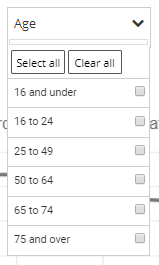 Age
Select all Clear all
16 and under
16 to 24
25 to 49
50 to 64
65 to 74
75 and over